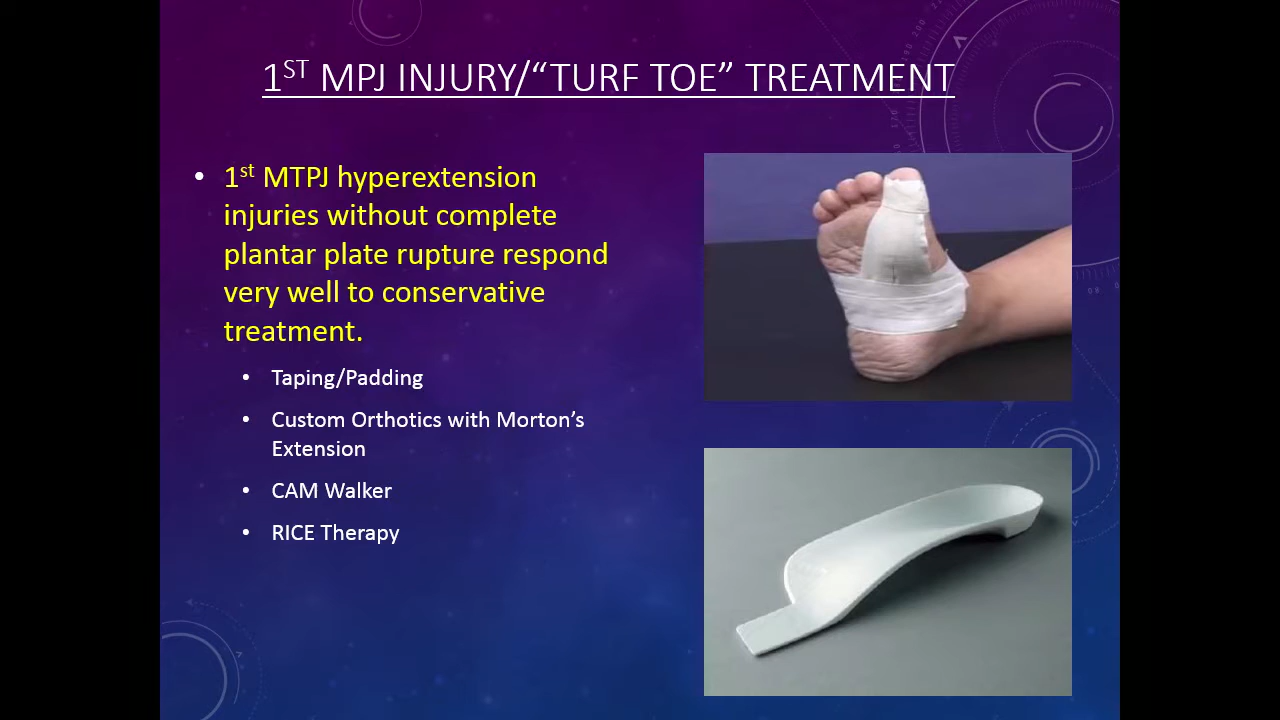 1ST MPJ INJURY/“TURF TOE” TREATMENT
• 1st MTPJ hyperextension
injuries without complete
plantar plate rupture respond
very well to conservative
treatment.
• Taping/Padding
• Custom Orthotics with Morton’s
Extension
• CAM Walker
• RICE Therapy